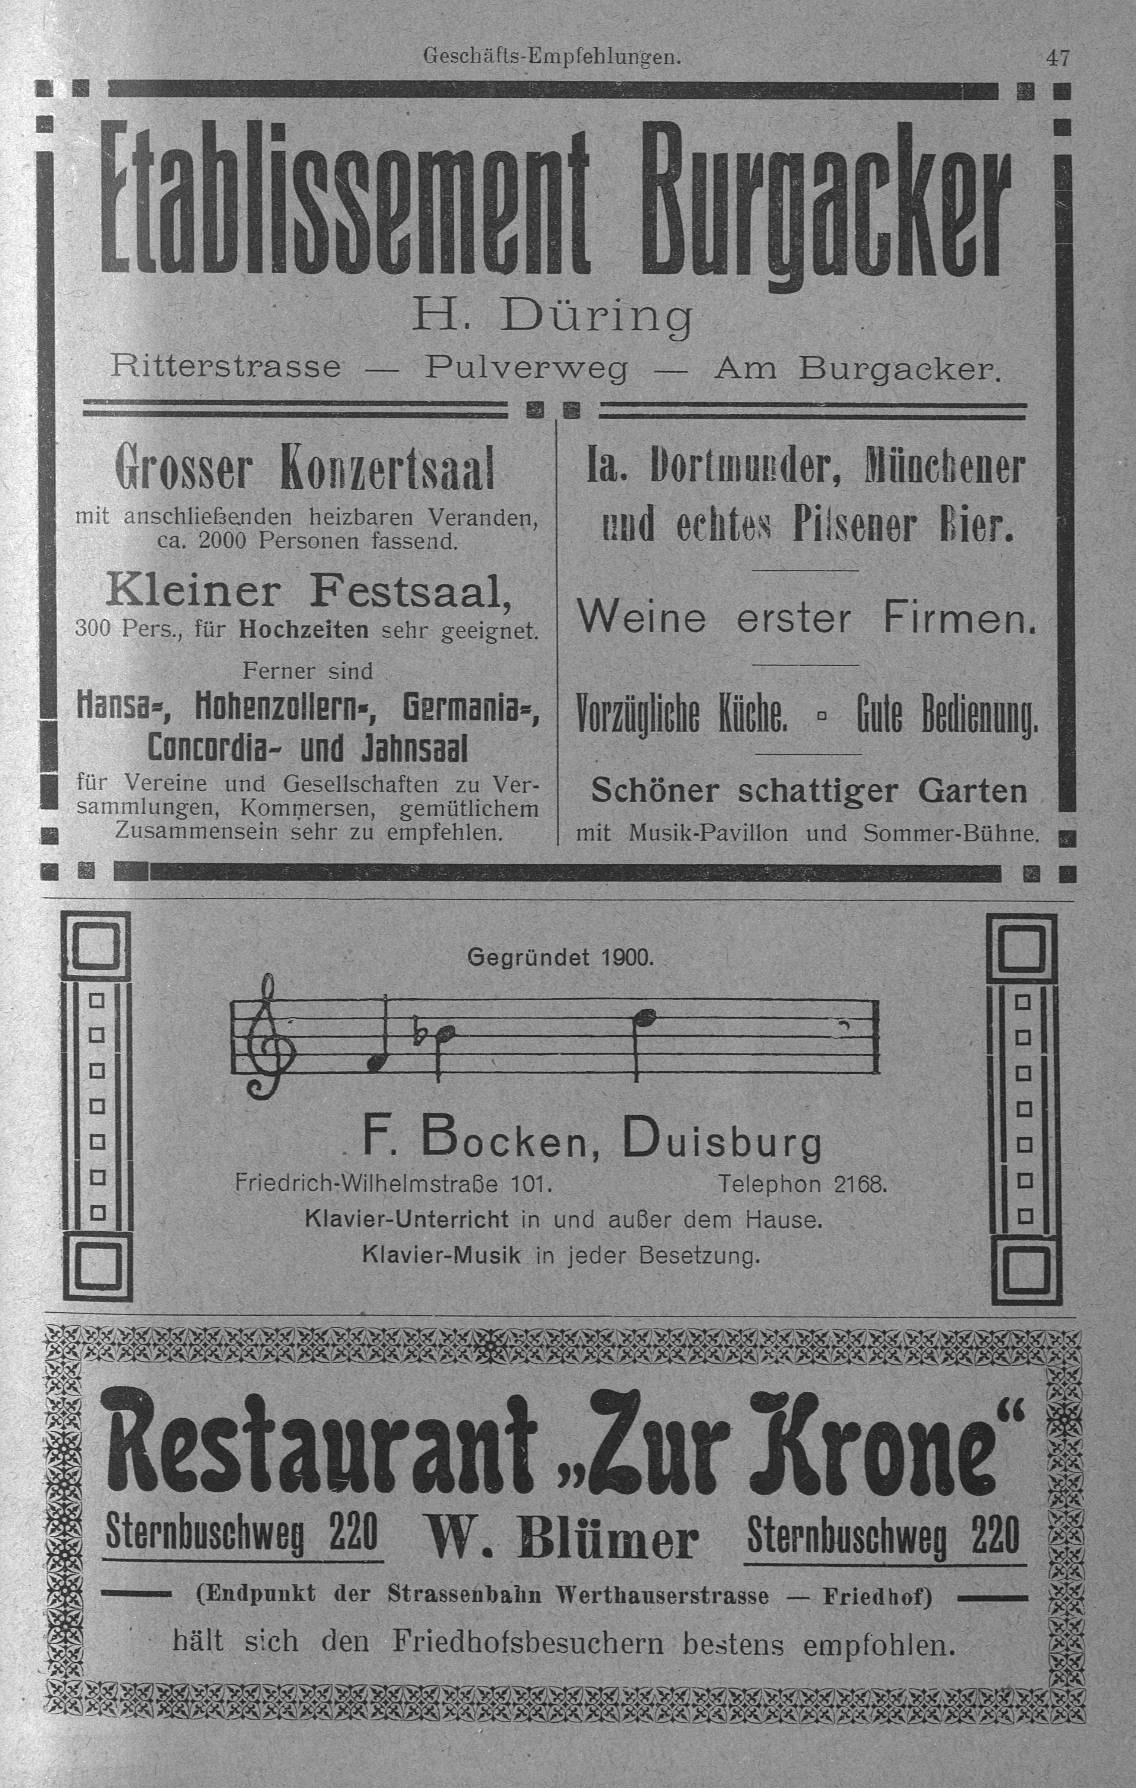 Geschäfts-Empfehlungen. 47
Etablissement Burgacker
H. Düring
Ritterstrasse — Pulverweg — Am Burgacker.
Grosser Konzertsaal
mit anschließenden heizbaren Veranden,
ca. 2000 Personen fassend.
Kleiner Festsaal,
300 Pers., für Hochzeiten sehr geeignet.
Ferner sind
Hansa-, Hohenzollern-, Germania-,
Concordia- und Jahnsaal
für Vereine und Gesellschaften zu Ver-
sammlungen, Kommersen, gemütlichem
Zusammensein sehr zu empfehlen.
Ia. Dortmunder, Münchener
und echtes Pilsener Bier.
Weine erster Firmen.
Vorzügliche Küche. ▫ Gute Bedienung.
Schöner schattiger Garten
mit Musik-Pavillon und Sommer-Bühne.
Gegründet 1900.
F. Bocken, Duisburg
Friedrich-Wilhelmstraße 101. Telephon 2168.
Klavier-Unterricht in und außer dem Hause.
Klavier-Musik in jeder Besetzung.
Restaurant „Zur Krone“
Sternbuschweg 220 W. Blümer Sternbuschweg 220
(Endpunkt der Strassenbahn Werthauserstrasse — Friedhof)
hält sich den Friedhofsbesuchern bestens empfohlen.